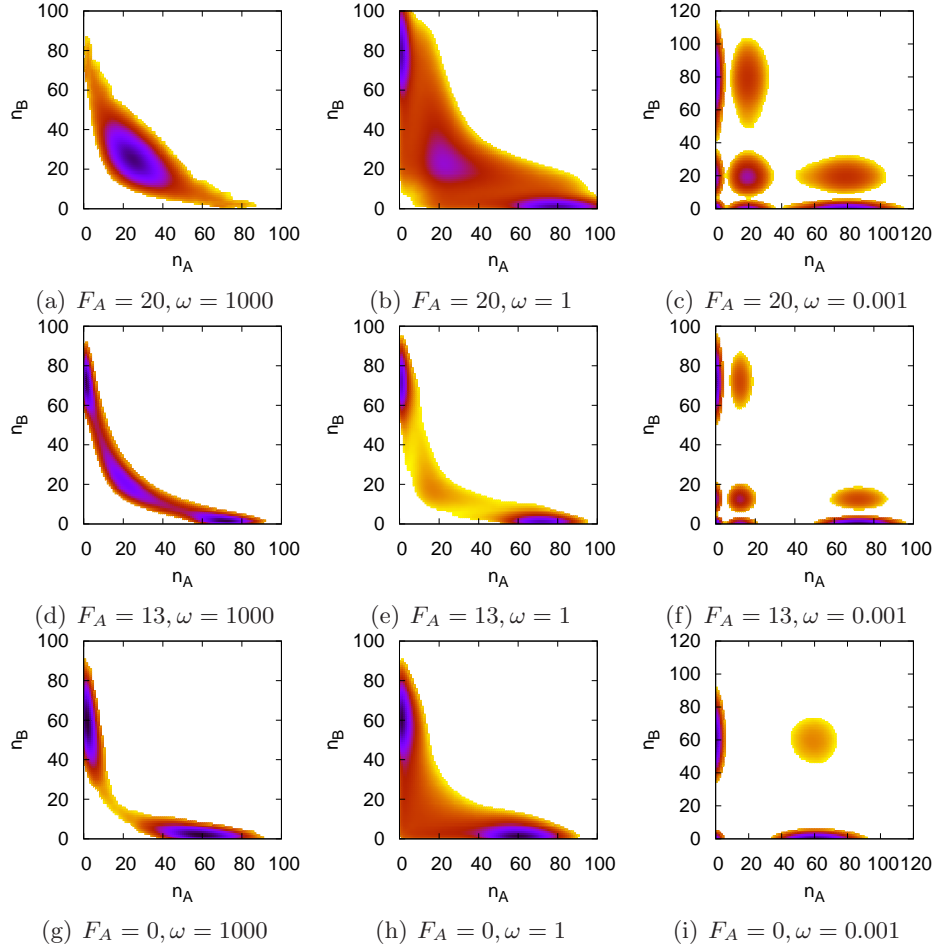 100
80
60
40
20
0
n_B
0 20 40 60 80 100
n_A
(a) F_A = 20, ω = 1000
100
80
60
40
20
0
n_B
0 20 40 60 80 100
n_A
(b) F_A = 20, ω = 1
120
100
80
60
40
20
0
n_B
0 20 40 60 80 100 120
n_A
(c) F_A = 20, ω = 0.001
100
80
60
40
20
0
n_B
0 20 40 60 80 100
n_A
(d) F_A = 13, ω = 1000
100
80
60
40
20
0
n_B
0 20 40 60 80 100
n_A
(e) F_A = 13, ω = 1
120
100
80
60
40
20
0
n_B
0 20 40 60 80 100 120
n_A
(f) F_A = 13, ω = 0.001
100
80
60
40
20
0
n_B
0 20 40 60 80 100
n_A
(g) F_A = 0, ω = 1000
100
80
60
40
20
0
n_B
0 20 40 60 80 100
n_A
(h) F_A = 0, ω = 1
120
100
80
60
40
20
0
n_B
0 20 40 60 80 100 120
n_A
(i) F_A = 0, ω = 0.001